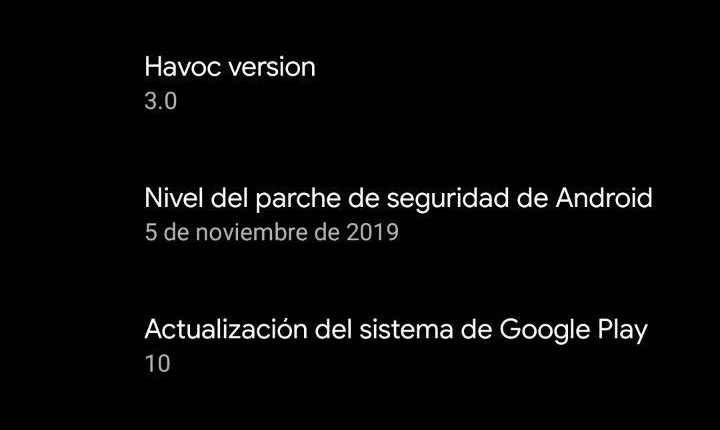 Havoc version
3.0
Nivel del parche de seguridad de Android
5 de noviembre de 2019
Actualización del sistema de Google Play
10